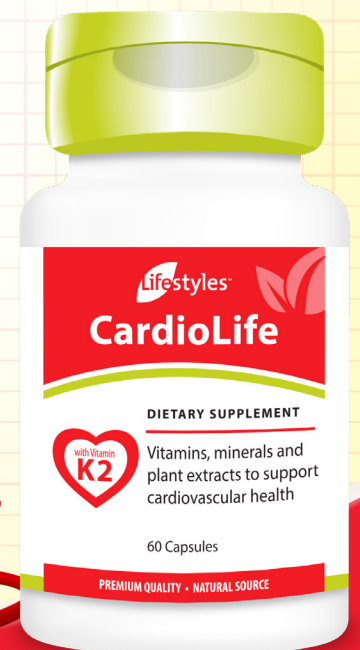 Lifestyles™
CardioLife
DIETARY SUPPLEMENT
with Vitamin
K2
Vitamins, minerals and
plant extracts to support
cardiovascular health
60 Capsules
PREMIUM QUALITY • NATURAL SOURCE